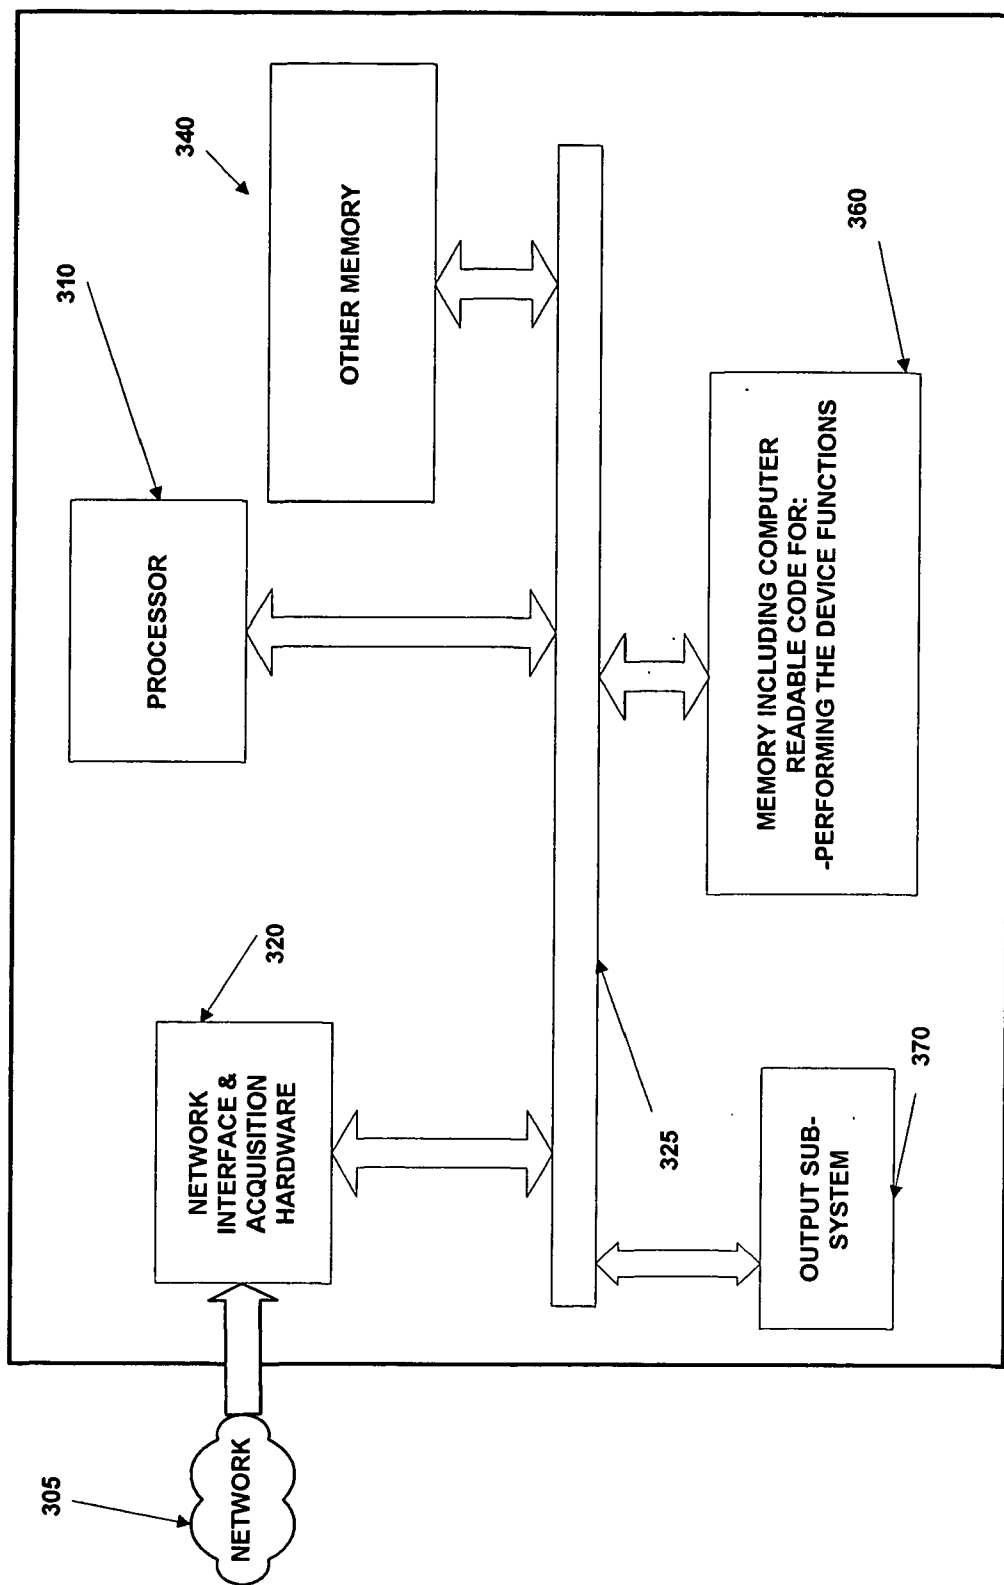 305
NETWORK
NETWORK
INTERFACE &
ACQUISITION
HARDWARE
320
PROCESSOR
310
OTHER MEMORY
340
325
OUTPUT SUB-
SYSTEM
370
MEMORY INCLUDING COMPUTER
READABLE CODE FOR:
-PERFORMING THE DEVICE FUNCTIONS
360